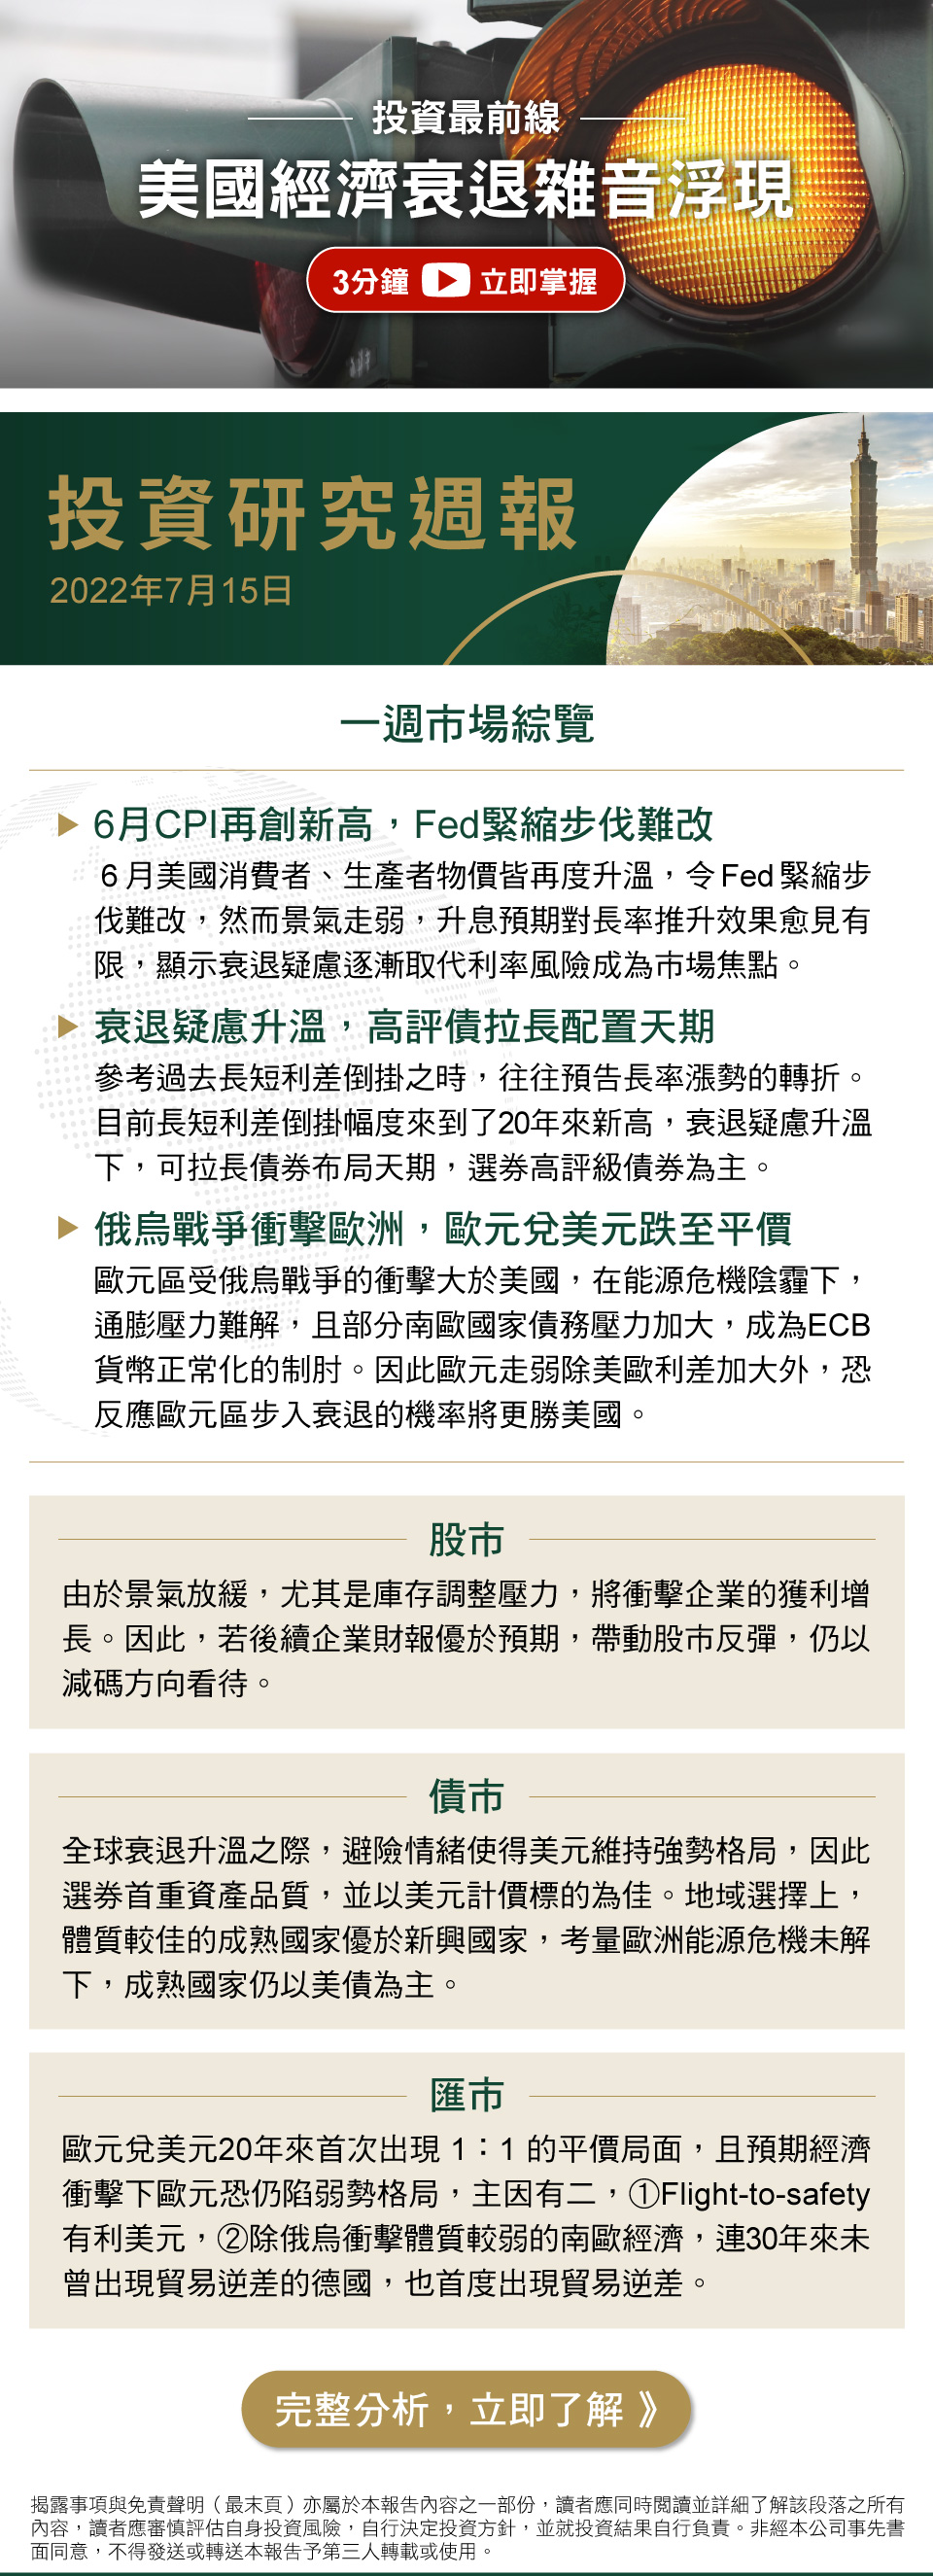 投資最前線
美國經濟衰退雜音浮現
3分鐘 立即掌握
投資研究週報
2022年7月15日
一週市場綜覽
6月CPI再創新高，Fed緊縮步伐難改
6 月美國消費者、生產者物價皆再度升溫，令 Fed 緊縮步
伐難改，然而景氣走弱，升息預期對長率推升效果愈見有
限，顯示衰退疑慮逐漸取代利率風險成為市場焦點。
衰退疑慮升溫，高評債拉長配置天期
參考過去長短利差倒掛之時，往往預告長率漲勢的轉折。
目前長短利差倒掛幅度來到了20年來新高，衰退疑慮升溫
下，可拉長債券布局天期，選券高評級債券為主。
俄烏戰爭衝擊歐洲，歐元兌美元跌至平價
歐元區受俄烏戰爭的衝擊大於美國，在能源危機陰霾下，
通膨壓力難解，且部分南歐國家債務壓力加大，成為ECB
貨幣正常化的制肘。因此歐元走弱除美歐利差加大外，恐
反應歐元區步入衰退的機率將更勝美國。
股市
由於景氣放緩，尤其是庫存調整壓力，將衝擊企業的獲利增
長。因此，若後續企業財報優於預期，帶動股市反彈，仍以
減碼方向看待。
債市
全球衰退升溫之際，避險情緒使得美元維持強勢格局，因此
選券首重資產品質，並以美元計價標的為佳。地域選擇上，
體質較佳的成熟國家優於新興國家，考量歐洲能源危機未解
下，成熟國家仍以美債為主。
匯市
歐元兌美元20年來首次出現 1：1 的平價局面，且預期經濟
衝擊下歐元恐仍陷弱勢格局，主因有二，①Flight-to-safety
有利美元，②除俄烏衝擊體質較弱的南歐經濟，連30年來未
曾出現貿易逆差的德國，也首度出現貿易逆差。
完整分析，立即了解 》
揭露事項與免責聲明（最末頁）亦屬於本報告內容之一部份，讀者應同時閱讀並詳細了解該段落之所有
內容，讀者應審慎評估自身投資風險，自行決定投資方針，並就投資結果自行負責。非經本公司事先書
面同意，不得發送或轉送本報告予第三人轉載或使用。